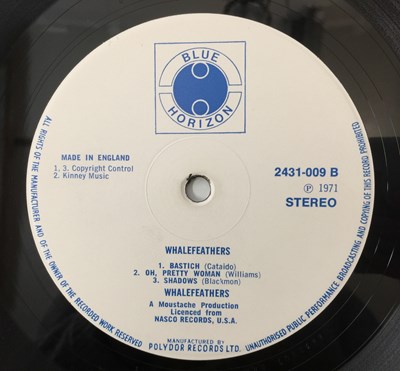 BLUE
HORIZON
MADE IN ENGLAND
1, 3. Copyright Control
2. Kinney Music
2431-009 B
Ⓟ 1971
STEREO
WHALEFEATHERS
1. BASTICH (Cataido)
2. OH, PRETTY WOMAN (Williams)
3. SHADOWS (Blackmon)
WHALEFEATHERS
A Moustache Production
Licenced from
NASCO RECORDS, U.S.A.
MANUFACTURED BY
POLYDOR RECORDS LTD.
ALL RIGHTS OF THE MANUFACTURER AND OF THE OWNER OF THE RECORDED WORK RESERVED
UNAUTHORISED PUBLIC PERFORMANCE BROADCASTING AND COPYING OF THIS RECORD PROHIBITED